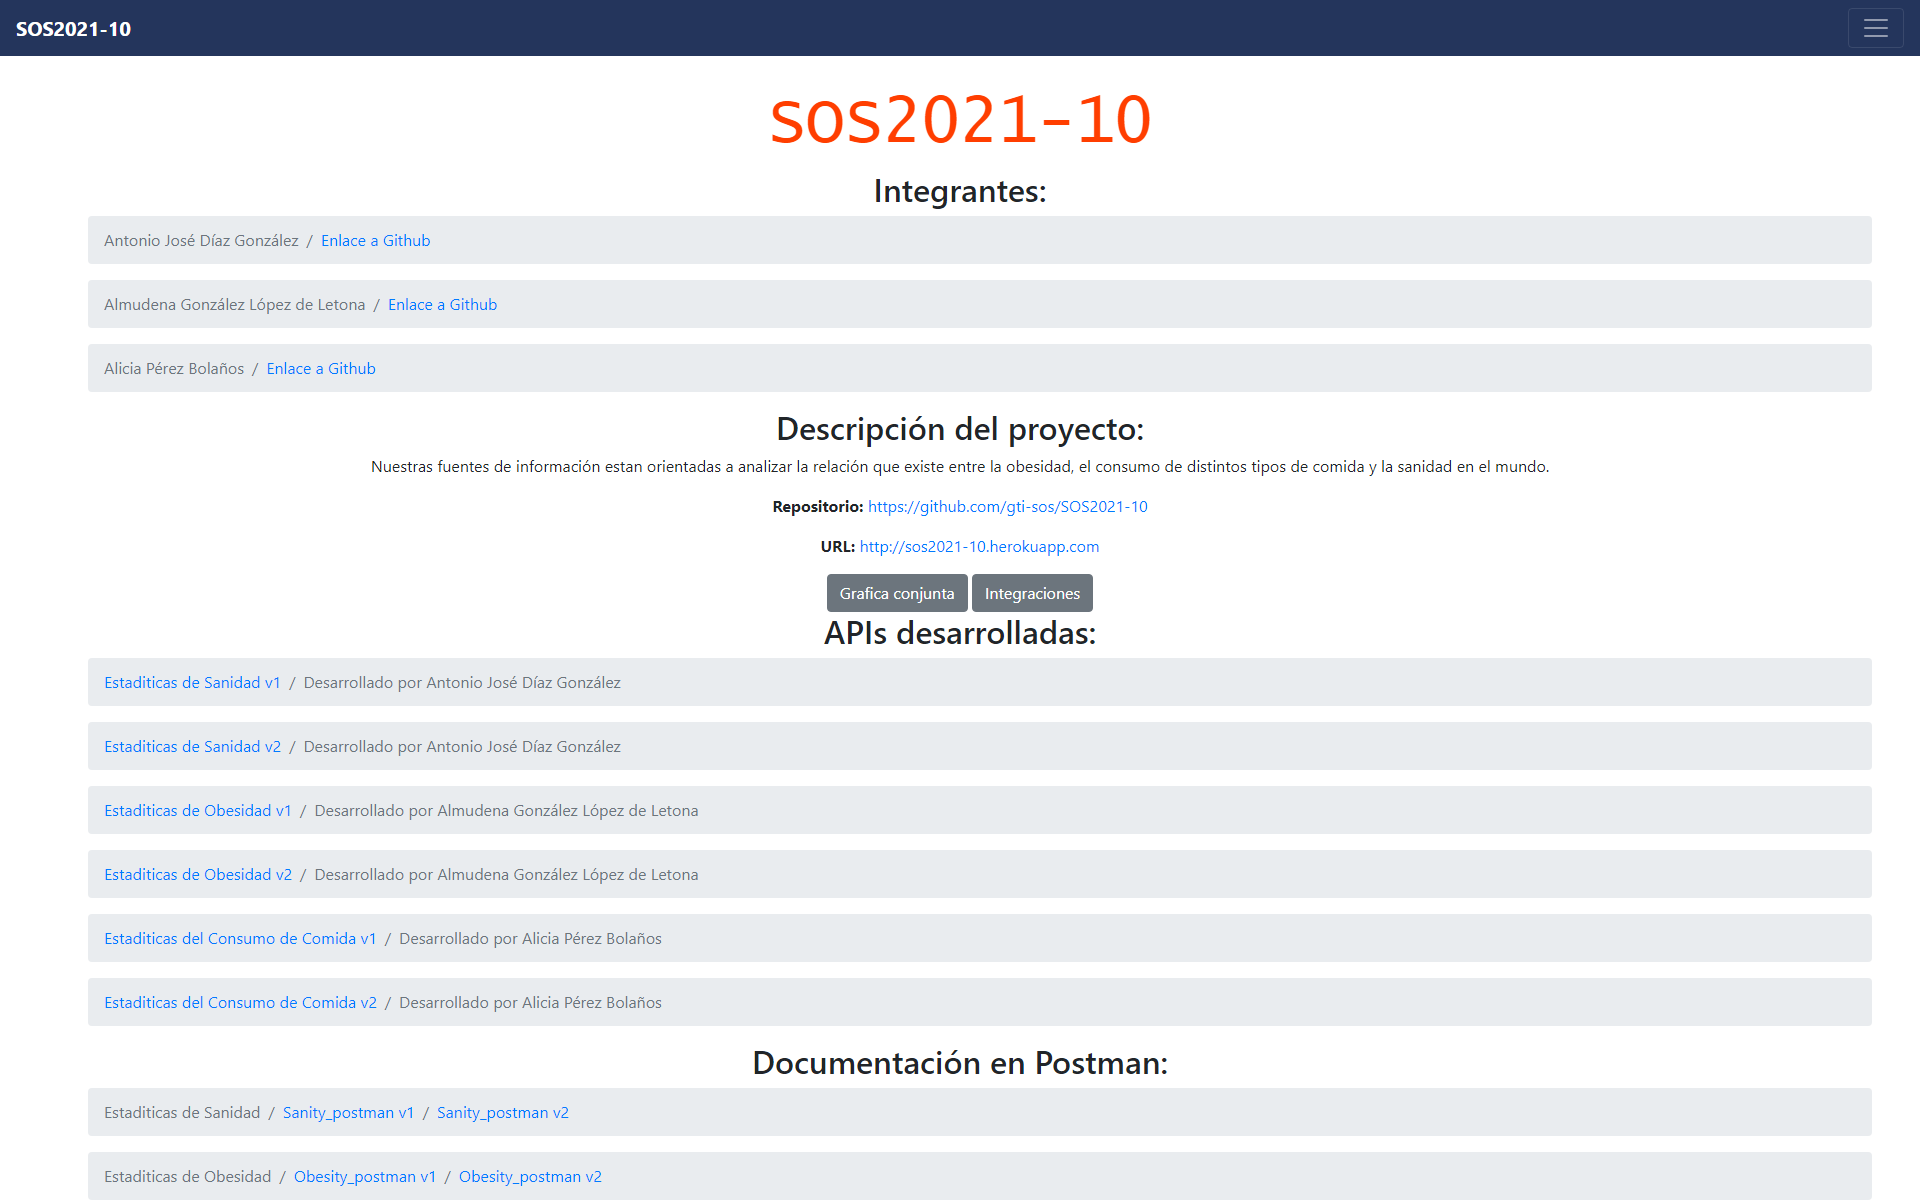 SOS2021-10
SOS2021-10
Integrantes:
Antonio José Díaz González / Enlace a Github
Almudena González López de Letona / Enlace a Github
Alicia Pérez Bolaños / Enlace a Github
Descripción del proyecto:
Nuestras fuentes de información estan orientadas a analizar la relación que existe entre la obesidad, el consumo de distintos tipos de comida y la sanidad en el mundo.
Repositorio: https://github.com/gti-sos/SOS2021-10
URL: http://sos2021-10.herokuapp.com
Grafica conjunta Integraciones
APIs desarrolladas:
Estaditicas de Sanidad v1 / Desarrollado por Antonio José Díaz González
Estaditicas de Sanidad v2 / Desarrollado por Antonio José Díaz González
Estaditicas de Obesidad v1 / Desarrollado por Almudena González López de Letona
Estaditicas de Obesidad v2 / Desarrollado por Almudena González López de Letona
Estaditicas del Consumo de Comida v1 / Desarrollado por Alicia Pérez Bolaños
Estaditicas del Consumo de Comida v2 / Desarrollado por Alicia Pérez Bolaños
Documentación en Postman:
Estaditicas de Sanidad / Sanity_postman v1 / Sanity_postman v2
Estaditicas de Obesidad / Obesity_postman v1 / Obesity_postman v2